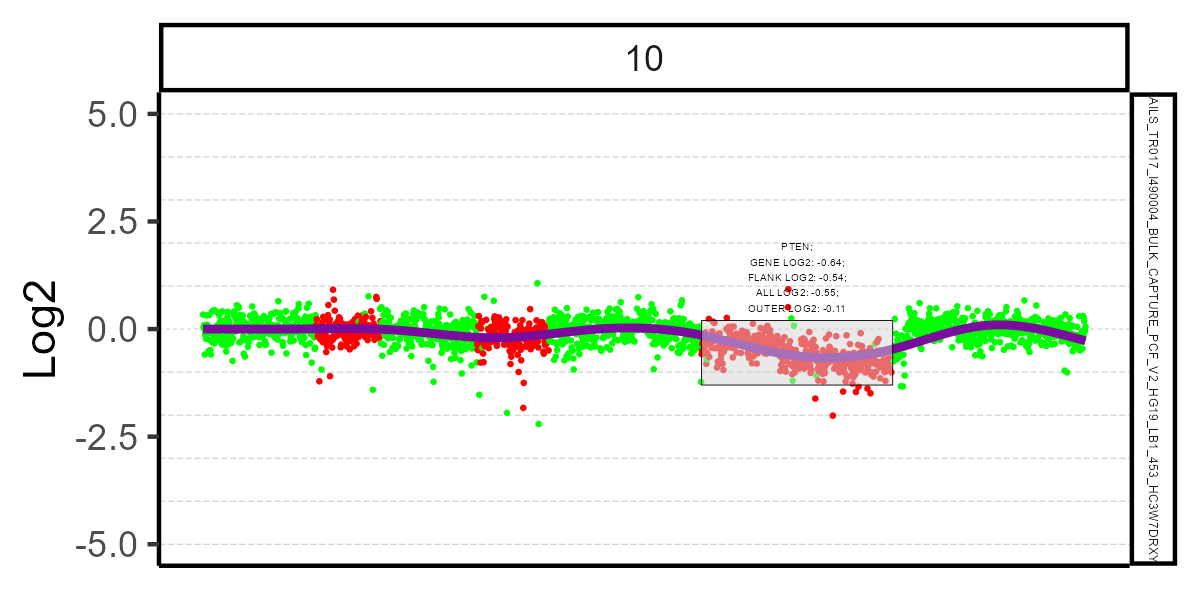 10
5.0
2.5
0.0
-2.5
-5.0
Log2
PTEN;
GENE LOG2: -0.64;
FLANK LOG2: -0.54;
ALL LOG2: -0.55;
OUTER LOG2: -0.11
AILS_TR017_I490004_BULK_CAPTURE_PCF_V2_HG19_LB1_453_HC3W7DRXY